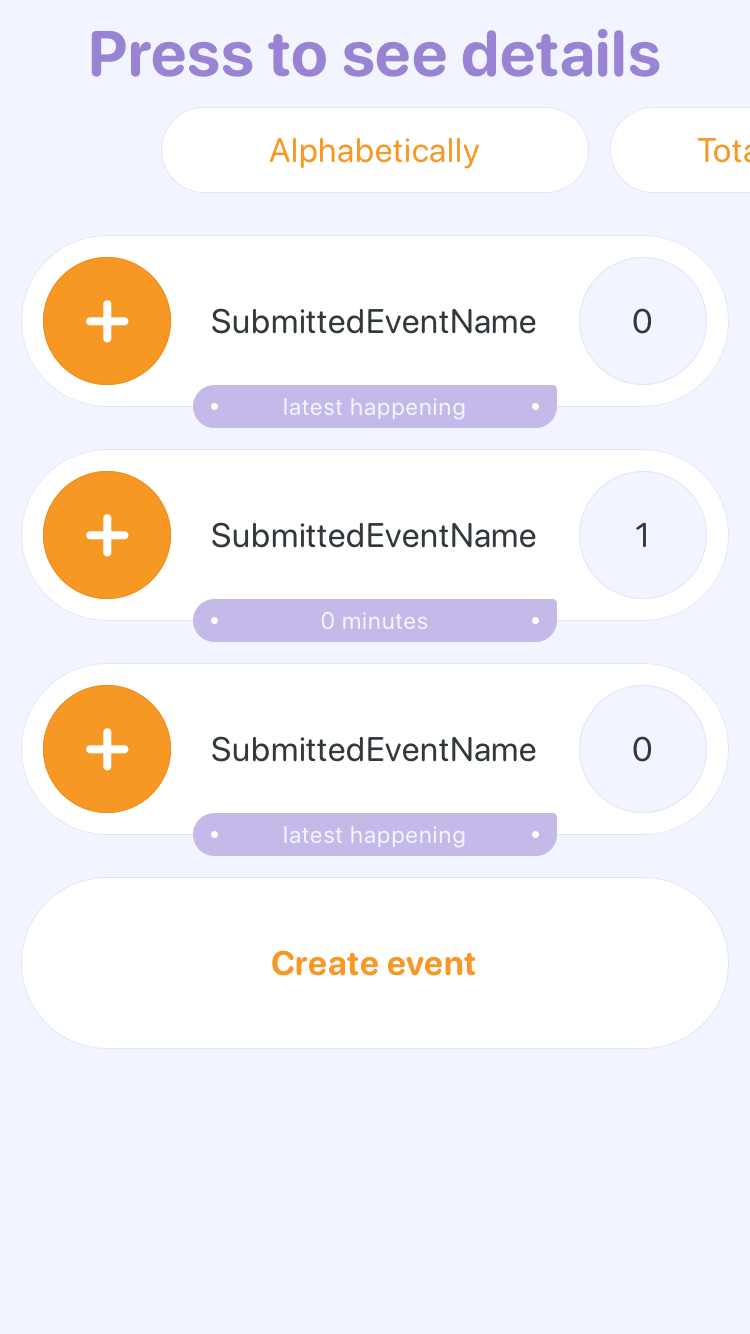 Press to see details
Alphabetically
SubmittedEventName
0
latest happening
SubmittedEventName
1
0 minutes
SubmittedEventName
0
latest happening
Create event